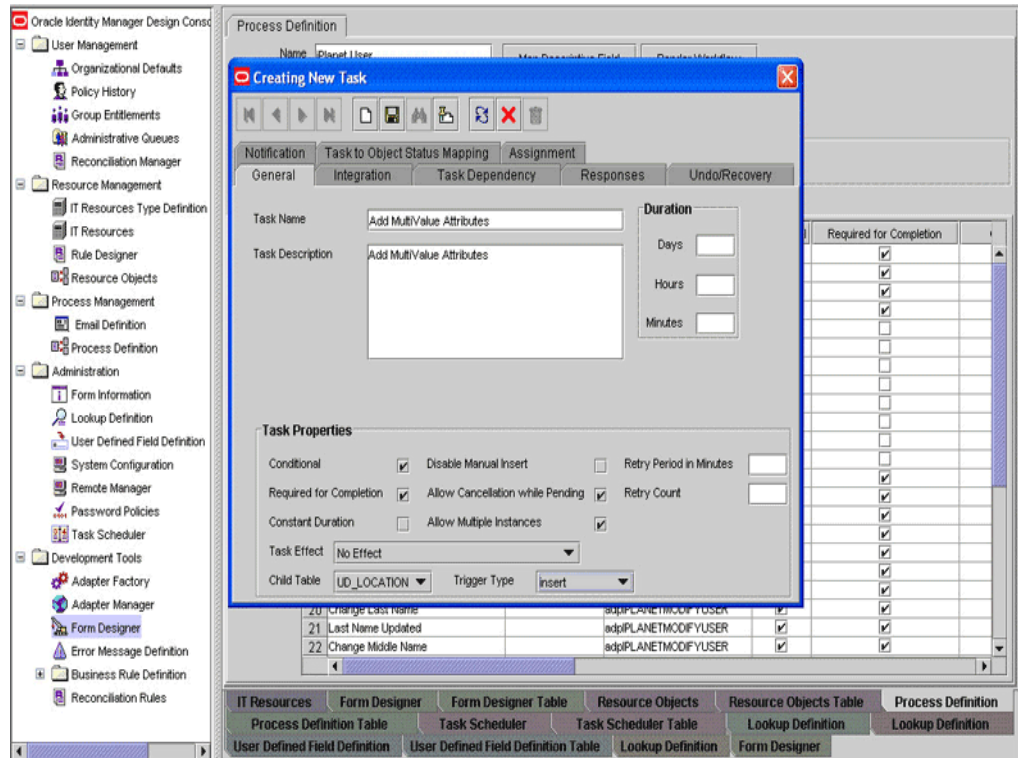 Oracle Identity Manager Design Consc
User Management
Organizational Defaults
Policy History
Group Entitlements
Administrative Queues
Reconciliation Manager
Resource Management
IT Resources Type Definition
IT Resources
Rule Designer
Resource Objects
Process Management
Email Definition
Process Definition
Administration
Form Information
Lookup Definition
User Defined Field Definition
System Configuration
Remote Manager
Password Policies
Task Scheduler
Development Tools
Adapter Factory
Adapter Manager
Form Designer
Error Message Definition
Business Rule Definition
Reconciliation Rules
Process Definition
Name Planet User Map Descriptive Field Render Workflow
Creating New Task
Notification Task to Object Status Mapping Assignment
General Integration Task Dependency Responses Undo/Recovery
Task Name Add MultiValue Attributes
Task Description Add MultiValue Attributes
Duration
Days
Hours
Minutes
Task Properties
Conditional Disable Manual Insert Retry Period in Minutes
Required for Completion Allow Cancellation while Pending Retry Count
Constant Duration Allow Multiple Instances
Task Effect No Effect
Child Table UD_LOCATION Trigger Type insert
Required for Completion
20 Change Last Name adpIPLANETMODIFYUSER
21 Last Name Updated adpIPLANETMODIFYUSER
22 Change Middle Name adpIPLANETMODIFYUSER
IT Resources Form Designer Form Designer Table Resource Objects Resource Objects Table Process Definition
Process Definition Table Task Scheduler Task Scheduler Table Lookup Definition Lookup Definition
User Defined Field Definition User Defined Field Definition Table Lookup Definition Form Designer